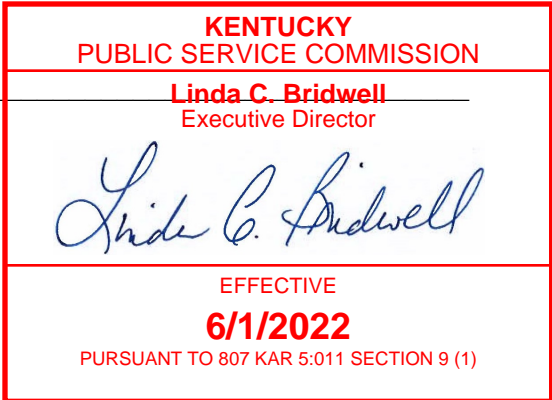 KENTUCKY
PUBLIC SERVICE COMMISSION
Linda C. Bridwell
Executive Director
Linda C. Bridwell
EFFECTIVE
6/1/2022
PURSUANT TO 807 KAR 5:011 SECTION 9 (1)